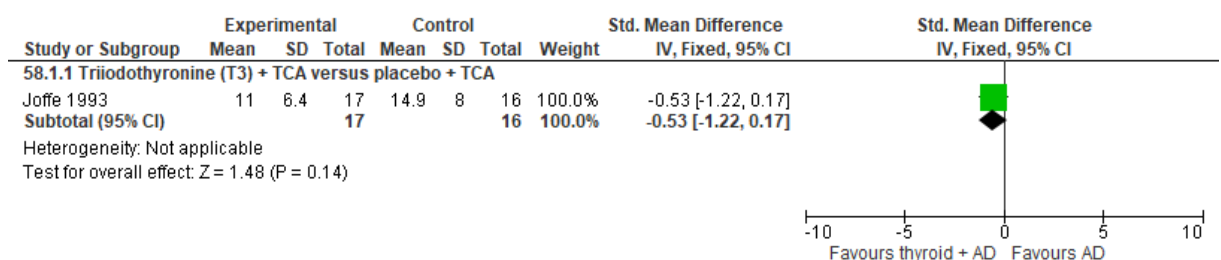 Experimental Control Std. Mean Difference Std. Mean Difference
Study or Subgroup Mean SD Total Mean SD Total Weight IV, Fixed, 95% CI IV, Fixed, 95% CI
58.1.1 Triiodothyronine (T3) + TCA versus placebo + TCA
Joffe 1993 11 6.4 17 14.9 8 16 100.0% -0.53 [-1.22, 0.17]
Subtotal (95% CI) 17 16 100.0% -0.53 [-1.22, 0.17]
Heterogeneity: Not applicable
Test for overall effect: Z = 1.48 (P = 0.14)
-10 -5 0 5 10
Favours thyroid + AD Favours AD